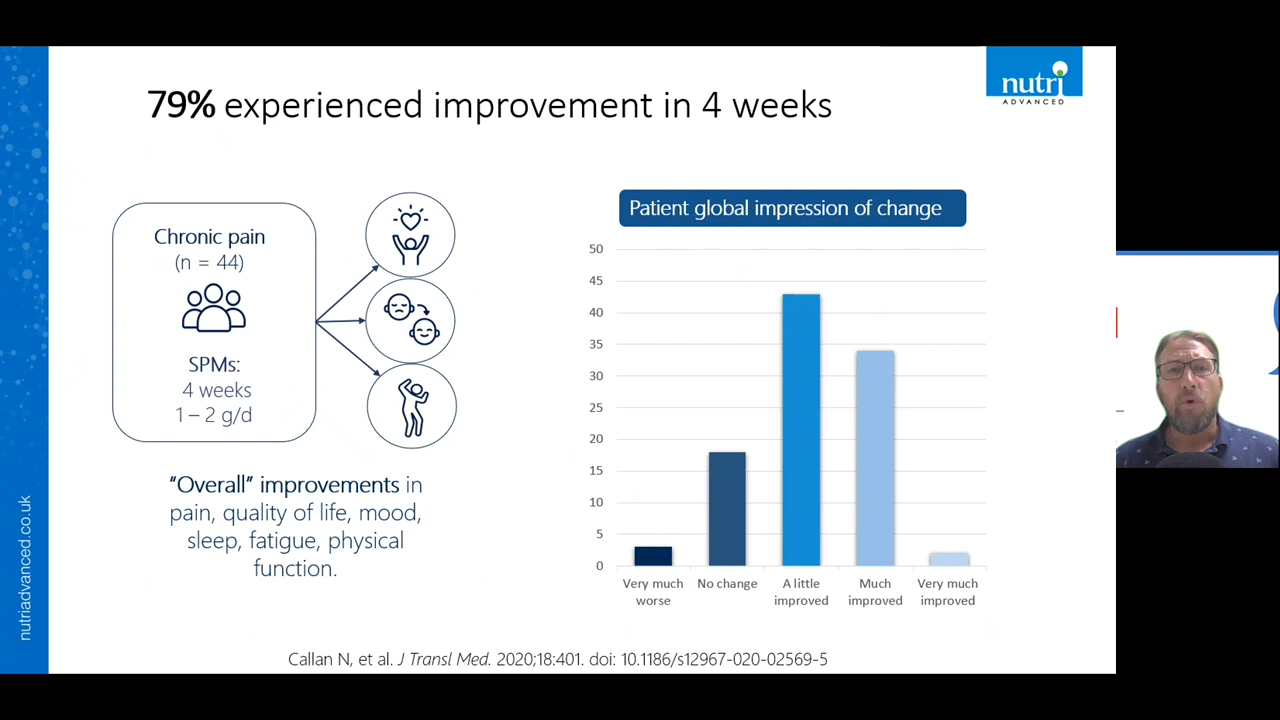 79% experienced improvement in 4 weeks
nutri
ADVANCED
Chronic pain
(n = 44)
SPMs:
4 weeks
1 – 2 g/d
"Overall" improvements in
pain, quality of life, mood,
sleep, fatigue, physical
function.
Patient global impression of change
50
45
40
35
30
25
20
15
10
5
0
Very much
worse
No change
A little
improved
Much
improved
Very much
improved
Callan N, et al. J Transl Med. 2020;18:401. doi: 10.1186/s12967-020-02569-5
nutriadvanced.co.uk